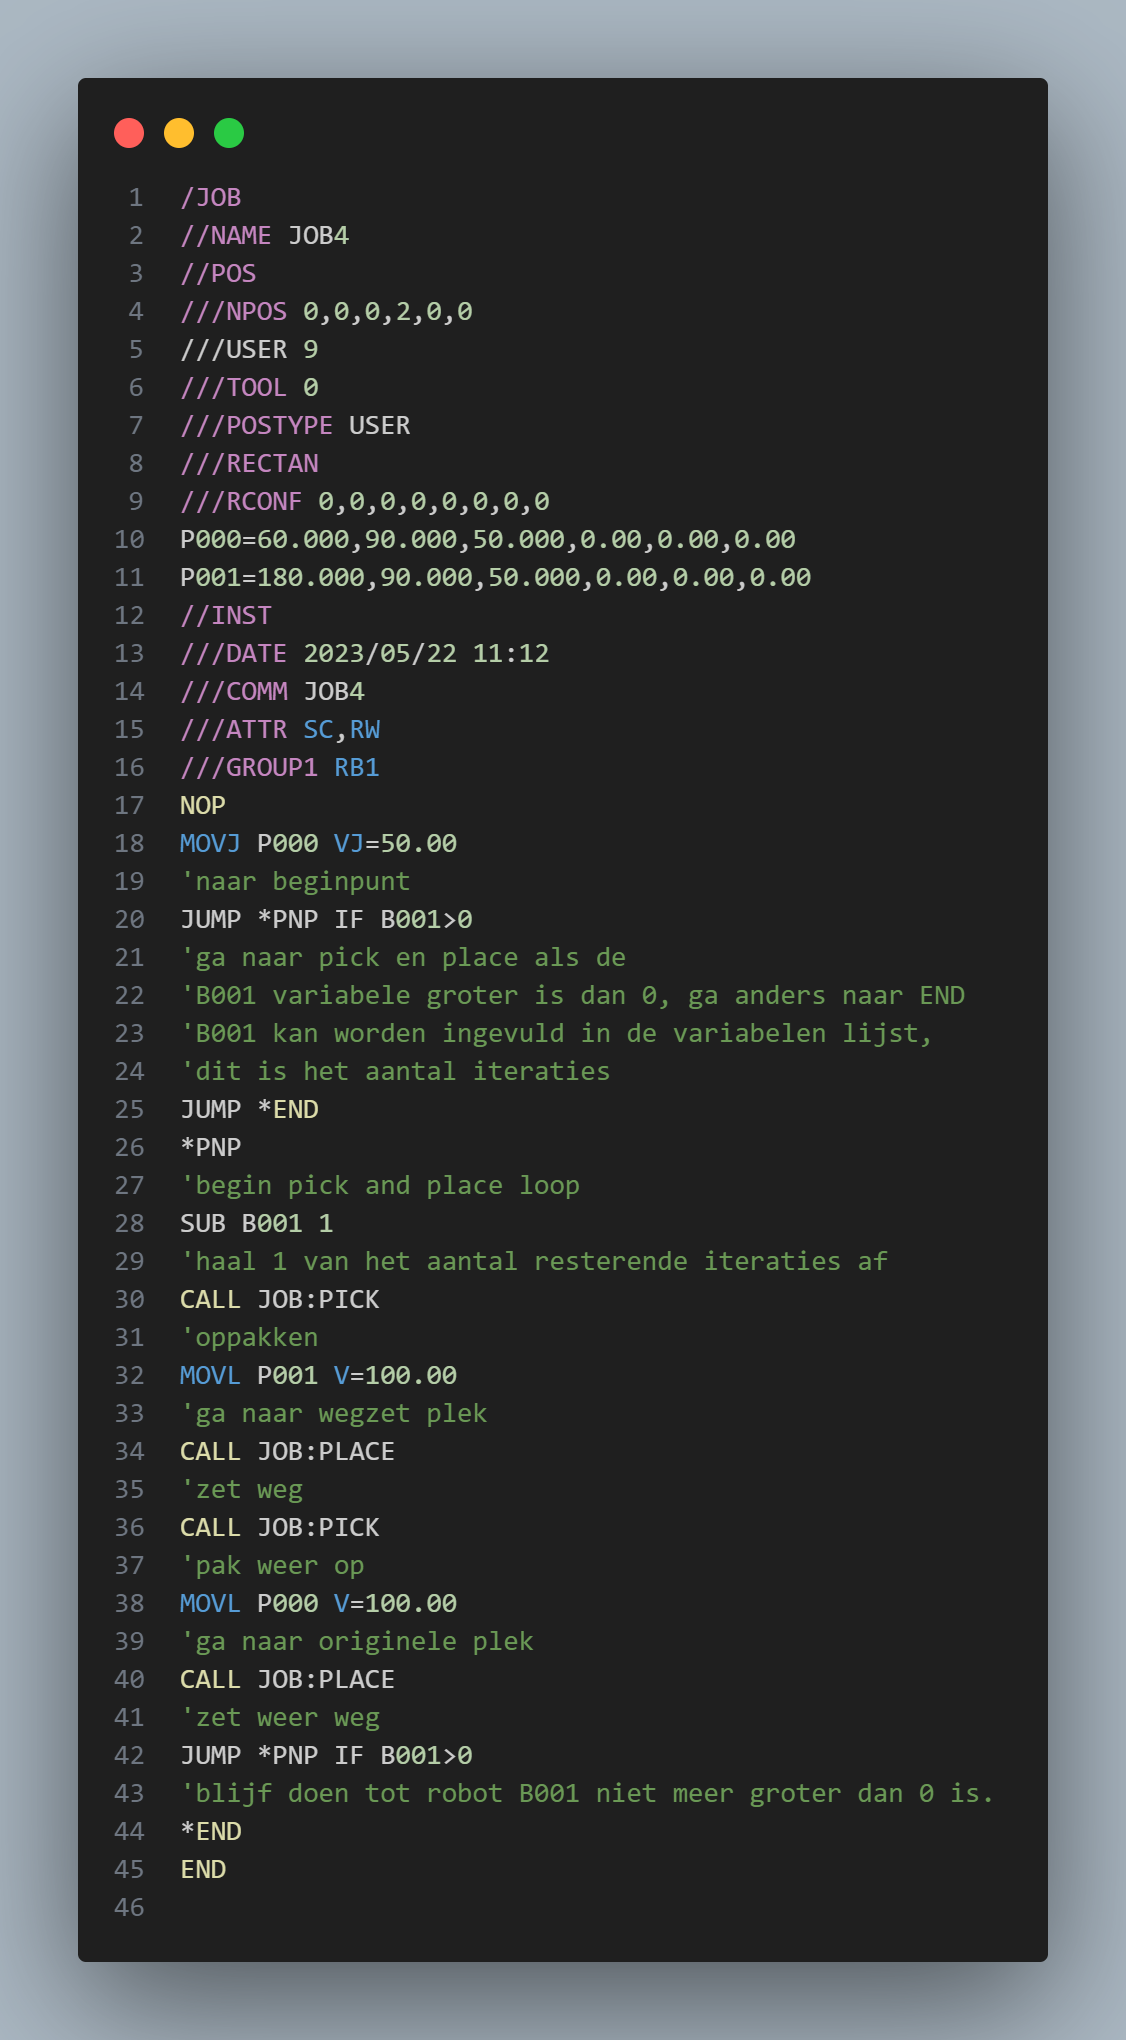 1 /JOB
2 //NAME JOB4
3 //POS
4 ///NPOS 0,0,0,2,0,0
5 ///USER 9
6 ///TOOL 0
7 ///POSTYPE USER
8 ///RECTAN
9 ///RCONF 0,0,0,0,0,0,0,0
10 P000=60.000,90.000,50.000,0.00,0.00,0.00
11 P001=180.000,90.000,50.000,0.00,0.00,0.00
12 //INST
13 ///DATE 2023/05/22 11:12
14 ///COMM JOB4
15 ///ATTR SC,RW
16 ///GROUP1 RB1
17 NOP
18 MOVJ P000 VJ=50.00
19 'naar beginpunt
20 JUMP *PNP IF B001>0
21 'ga naar pick en place als de
22 'B001 variabele groter is dan 0, ga anders naar END
23 'B001 kan worden ingevuld in de variabelen lijst,
24 'dit is het aantal iteraties
25 JUMP *END
26 *PNP
27 'begin pick and place loop
28 SUB B001 1
29 'haal 1 van het aantal resterende iteraties af
30 CALL JOB:PICK
31 'oppakken
32 MOVL P001 V=100.00
33 'ga naar wegzet plek
34 CALL JOB:PLACE
35 'zet weg
36 CALL JOB:PICK
37 'pak weer op
38 MOVL P000 V=100.00
39 'ga naar originele plek
40 CALL JOB:PLACE
41 'zet weer weg
42 JUMP *PNP IF B001>0
43 'blijf doen tot robot B001 niet meer groter dan 0 is.
44 *END
45 END
46